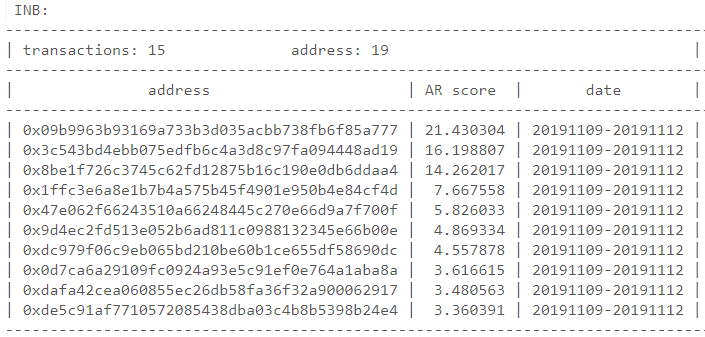 INB:
-----------------------------------------------------------------------------
| transactions: 15 address: 19 |
-----------------------------------------------------------------------------
| address | AR score | date |
-----------------------------------------------------------------------------
| 0x09b9963b93169a733b3d035acbb738fb6f85a777 | 21.430304 | 20191109-20191112 |
| 0x3c543bd4ebb075edfb6c4a3d8c97fa094448ad19 | 16.198807 | 20191109-20191112 |
| 0x8be1f726c3745c62fd12875b16c190e0db6ddaa4 | 14.262017 | 20191109-20191112 |
| 0x1ffc3e6a8e1b7b4a575b45f4901e950b4e84cf4d | 7.667558 | 20191109-20191112 |
| 0x47e062f66243510a66248445c270e66d9a7f700f | 5.826033 | 20191109-20191112 |
| 0x9d4ec2fd513e052b6ad811c0988132345e66b00e | 4.869334 | 20191109-20191112 |
| 0xdc979f06c9eb065bd210be60b1ce655df58690dc | 4.557878 | 20191109-20191112 |
| 0x0d7ca6a29109fc0924a93e5c91ef0e764a1aba8a | 3.616615 | 20191109-20191112 |
| 0xdafa42cea060855ec26db58fa36f32a900062917 | 3.480563 | 20191109-20191112 |
| 0xde5c91af7710572085438dba03c4b8b5398b24e4 | 3.360391 | 20191109-20191112 |
-----------------------------------------------------------------------------